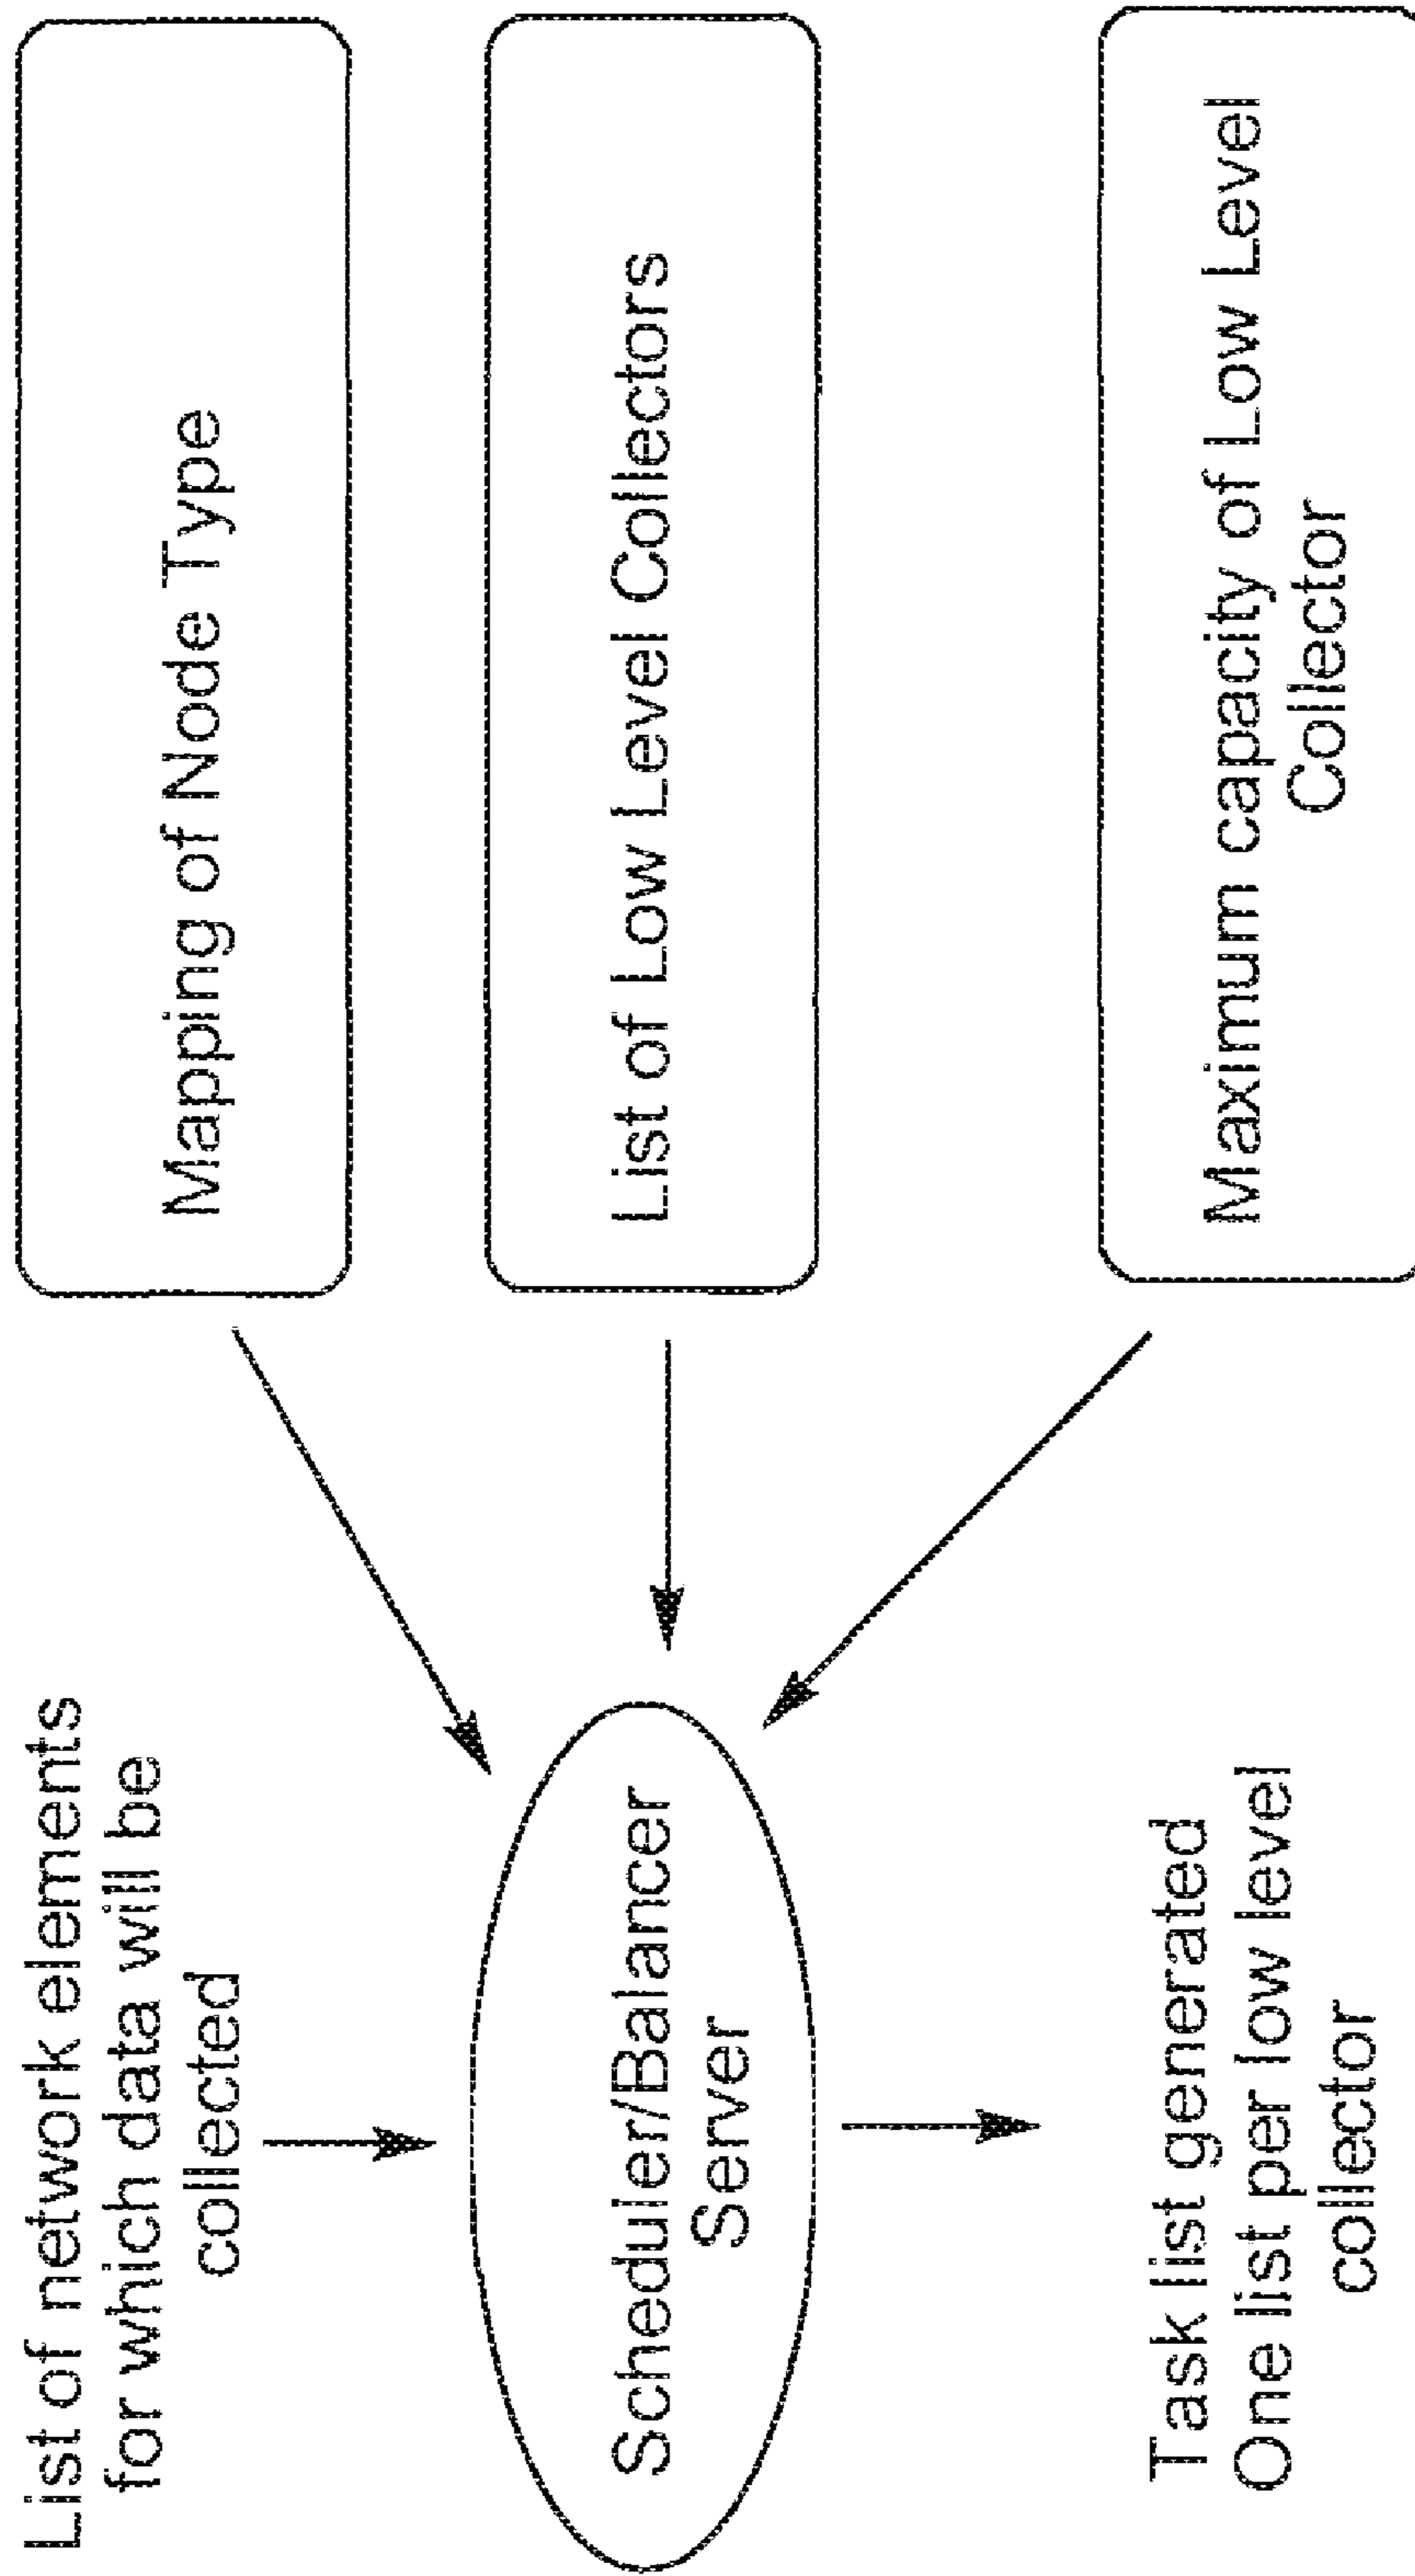 List of network elements
for which data will be
collected
Scheduler/Balancer
Server
Task list generated
One list per low level
collector
Mapping of Node Type
List of Low Level Collectors
Maximum capacity of Low Level
Collector